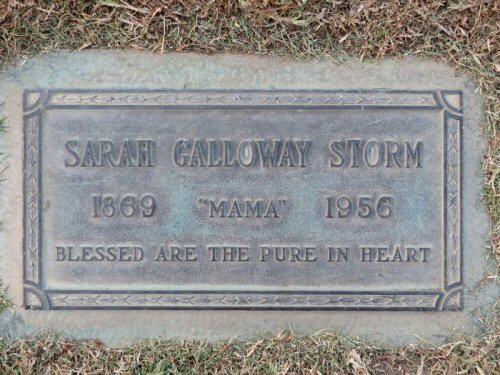 SARAH GALLOWAY STORM
1869 "MAMA" 1956
BLESSED ARE THE PURE IN HEART